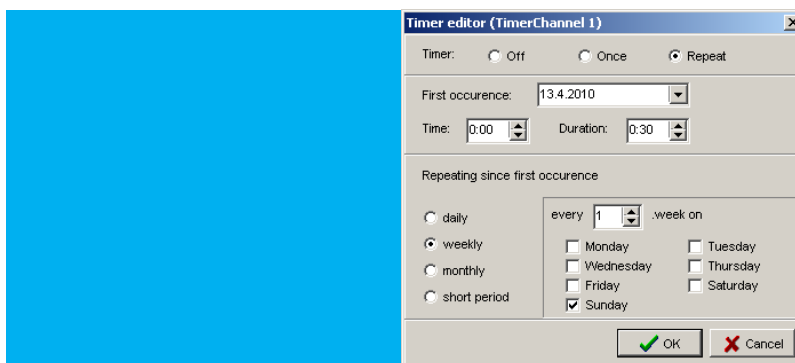 Timer editor (TimerChannel 1)
Timer: Off Once Repeat
First occurence: 13.4.2010
Time: 0:00 Duration: 0:30
Repeating since first occurence
daily
weekly
monthly
short period
every 1 .week on
Monday Tuesday
Wednesday Thursday
Friday Saturday
Sunday
OK Cancel